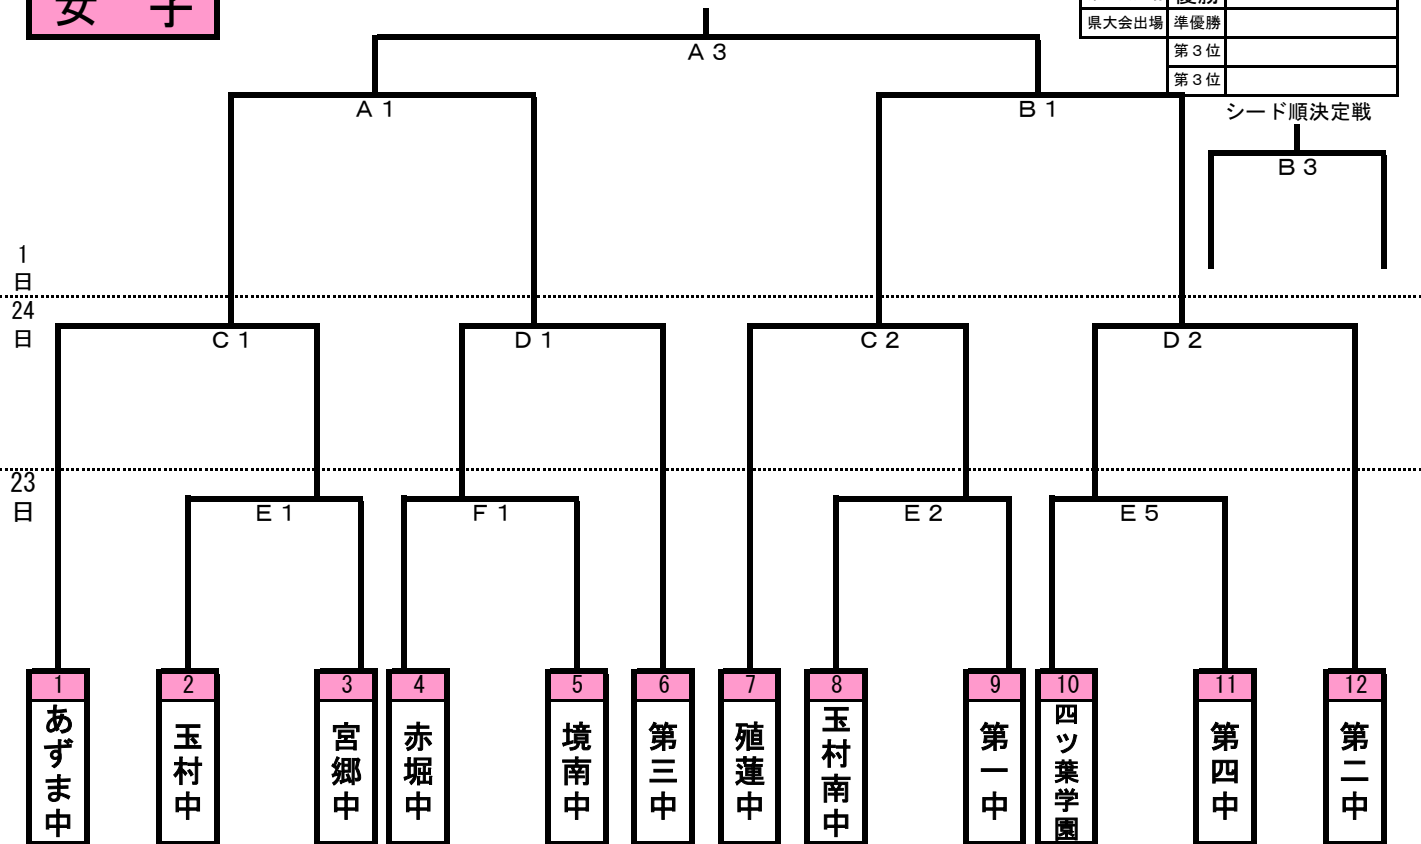 女 子
優勝
県大会出場 準優勝
第３位
第３位
Ａ３
Ａ１
Ｂ１
シード順決定戦
Ｂ３
1
日
24
日
Ｃ１
Ｄ１
Ｃ２
Ｄ２
23
日
Ｅ１
Ｆ１
Ｅ２
Ｅ５
1 2 3 4 5 6 7 8 9 10 11 12
あずま中
玉村中
宮郷中
赤堀中
境南中
第三中
殖蓮中
玉村南中
第一中
四ツ葉学園
第四中
第二中